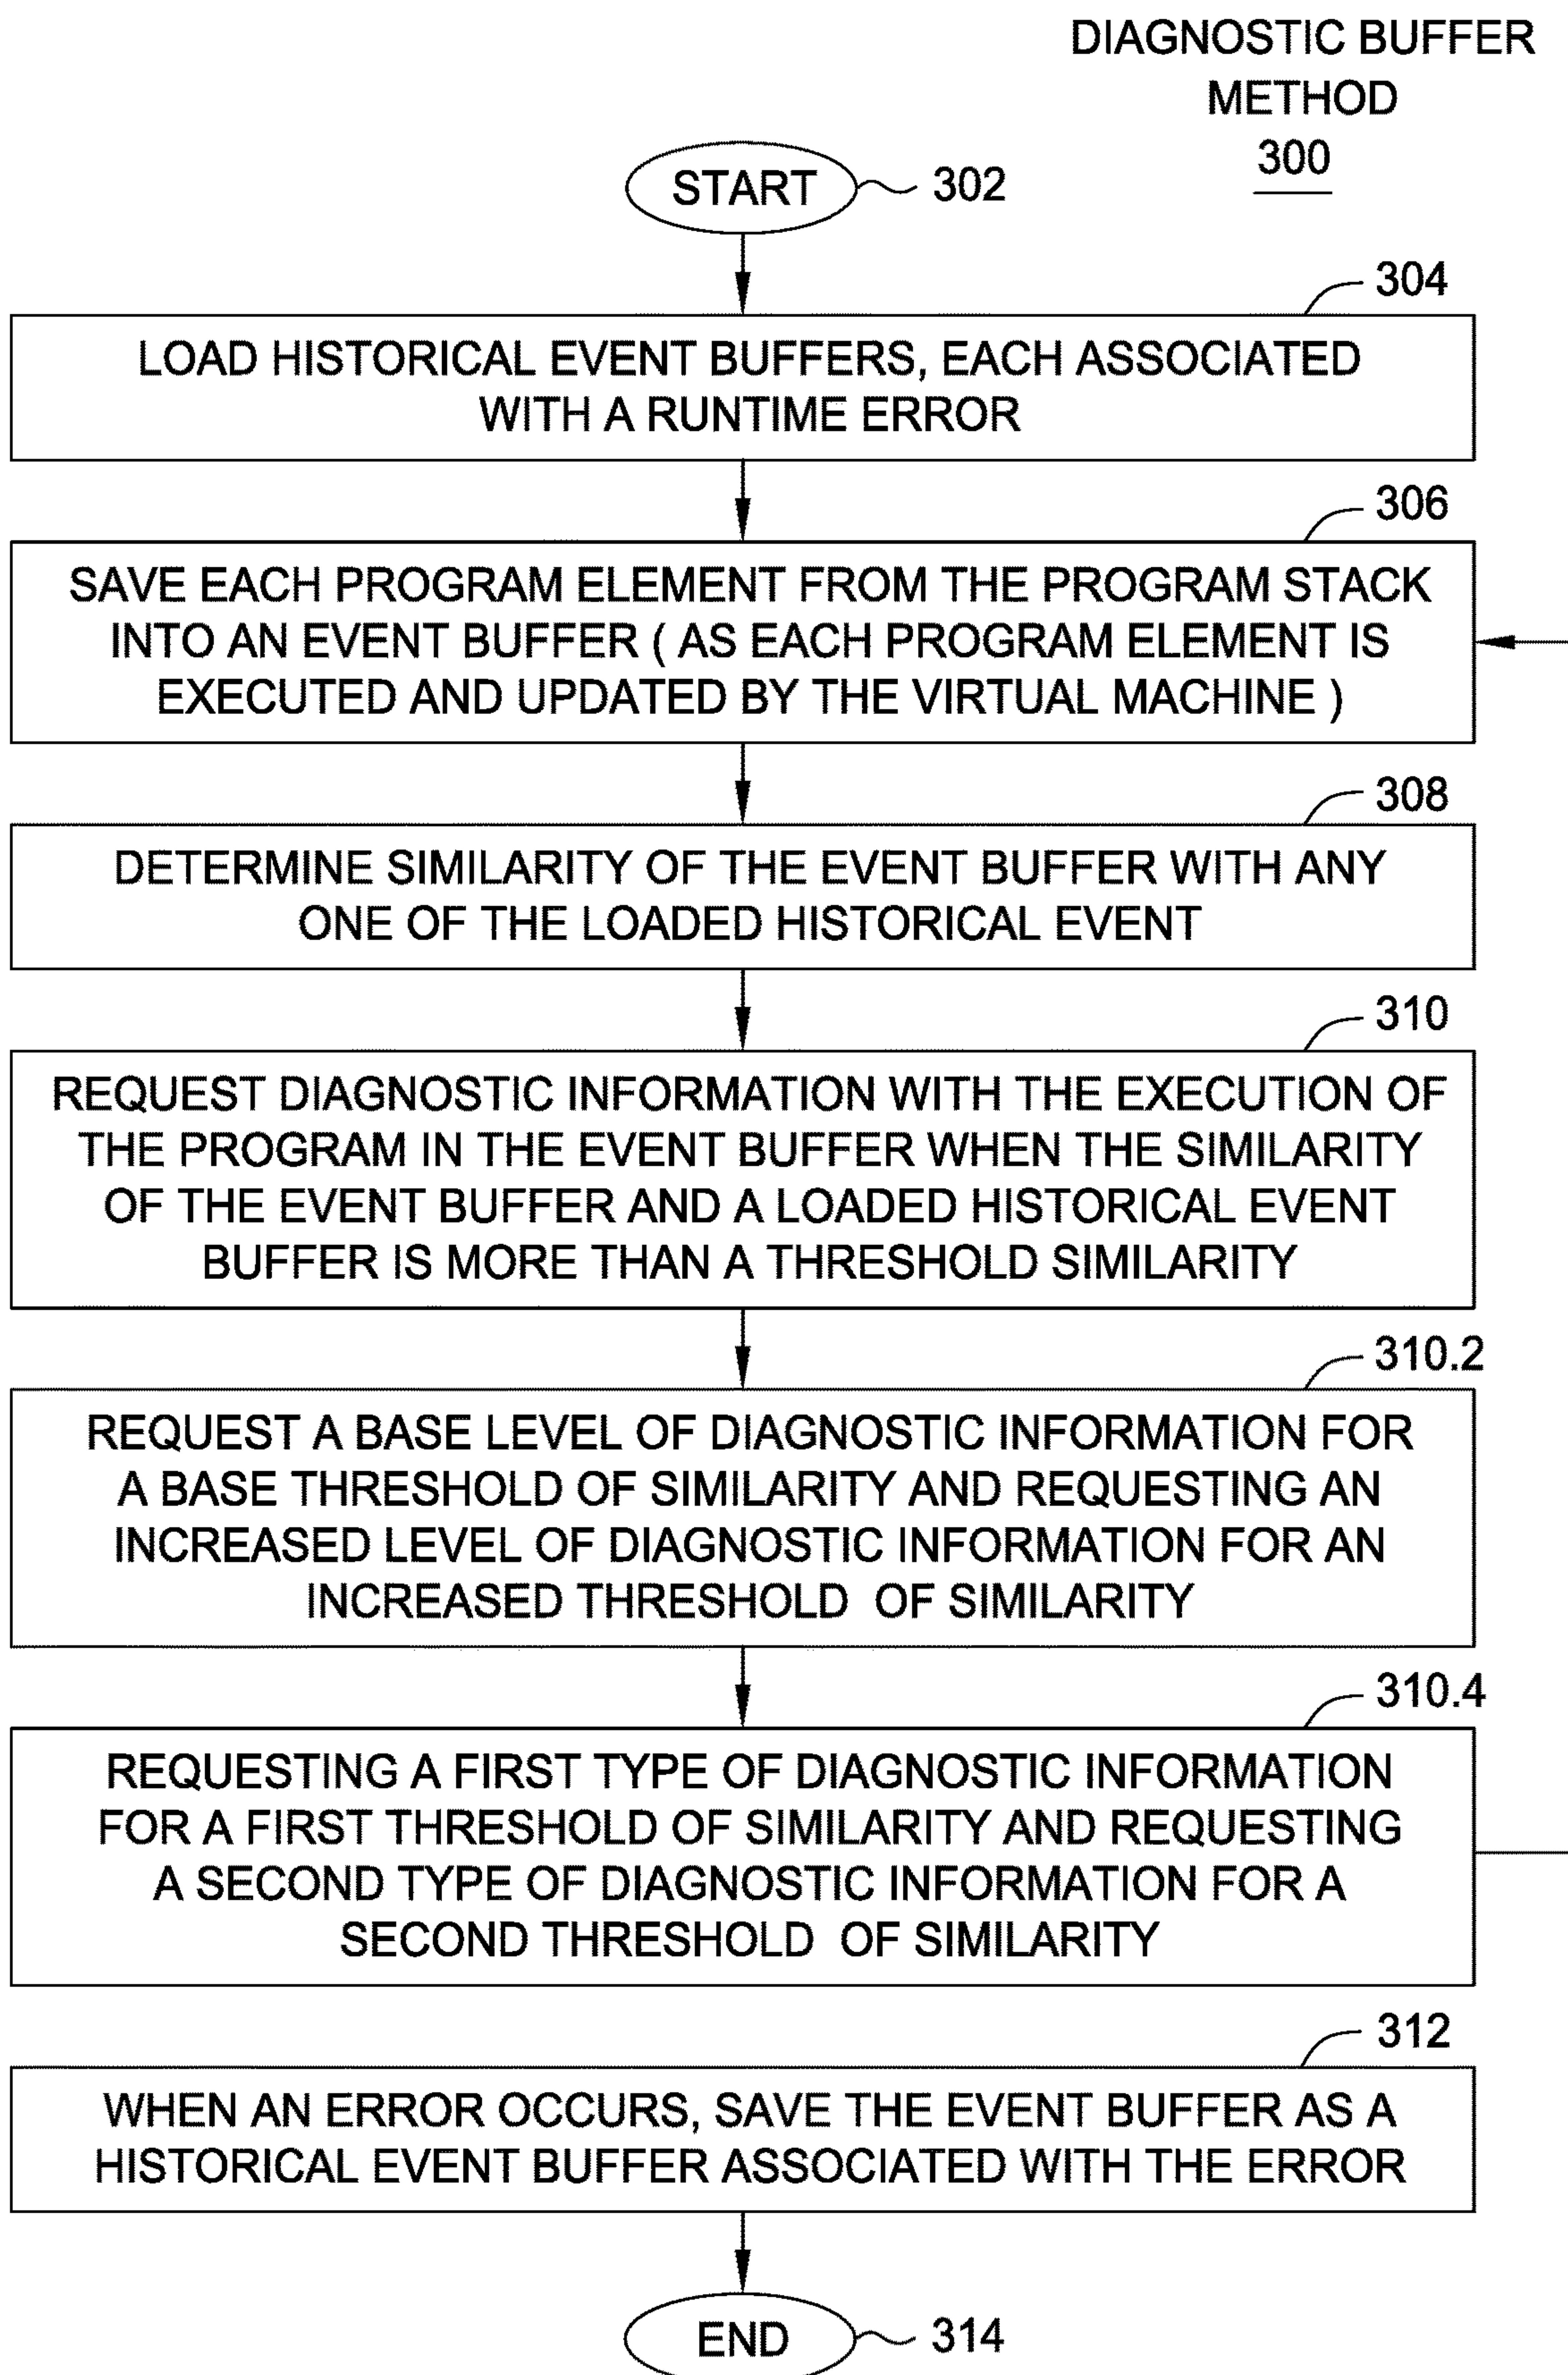 DIAGNOSTIC BUFFER
METHOD
300
START
302
304
LOAD HISTORICAL EVENT BUFFERS, EACH ASSOCIATED
WITH A RUNTIME ERROR
306
SAVE EACH PROGRAM ELEMENT FROM THE PROGRAM STACK
INTO AN EVENT BUFFER ( AS EACH PROGRAM ELEMENT IS
EXECUTED AND UPDATED BY THE VIRTUAL MACHINE )
308
DETERMINE SIMILARITY OF THE EVENT BUFFER WITH ANY
ONE OF THE LOADED HISTORICAL EVENT
310
REQUEST DIAGNOSTIC INFORMATION WITH THE EXECUTION OF
THE PROGRAM IN THE EVENT BUFFER WHEN THE SIMILARITY
OF THE EVENT BUFFER AND A LOADED HISTORICAL EVENT
BUFFER IS MORE THAN A THRESHOLD SIMILARITY
310.2
REQUEST A BASE LEVEL OF DIAGNOSTIC INFORMATION FOR
A BASE THRESHOLD OF SIMILARITY AND REQUESTING AN
INCREASED LEVEL OF DIAGNOSTIC INFORMATION FOR AN
INCREASED THRESHOLD OF SIMILARITY
310.4
REQUESTING A FIRST TYPE OF DIAGNOSTIC INFORMATION
FOR A FIRST THRESHOLD OF SIMILARITY AND REQUESTING
A SECOND TYPE OF DIAGNOSTIC INFORMATION FOR A
SECOND THRESHOLD OF SIMILARITY
312
WHEN AN ERROR OCCURS, SAVE THE EVENT BUFFER AS A
HISTORICAL EVENT BUFFER ASSOCIATED WITH THE ERROR
END
314